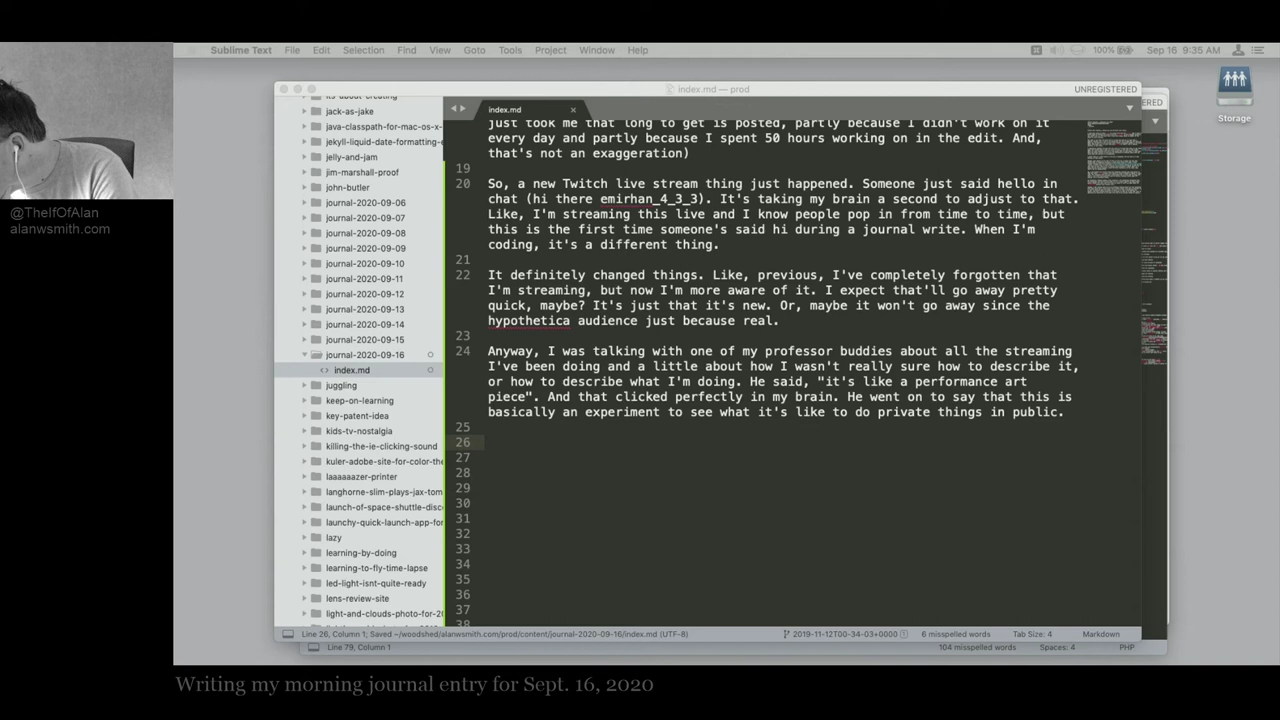 Sublime Text File Edit Selection Find View Goto Tools Project Window Help 100% Sep 16 9:35 AM
index.md — prod UNREGISTERED
Storage
@TheIfOfAlan
alanwsmith.com
jack-as-jake
java-classpath-for-mac-os-x-
jekyll-liquid-date-formatting-
jelly-and-jam
jim-marshall-proof
john-butler
journal-2020-09-06
journal-2020-09-07
journal-2020-09-08
journal-2020-09-09
journal-2020-09-10
journal-2020-09-11
journal-2020-09-12
journal-2020-09-13
journal-2020-09-14
journal-2020-09-15
journal-2020-09-16
index.md
juggling
keep-on-learning
key-patent-idea
kids-tv-nostalgia
killing-the-ie-clicking-sound
kuler-adobe-site-for-color-the
laaaaaazer-printer
langhorne-slim-plays-jax-tom
launch-of-space-shuttle-disc
launchy-quick-launch-app-for
lazy
learning-by-doing
learning-to-fly-time-lapse
led-light-isnt-quite-ready
lens-review-site
light-and-clouds-photo-for-20
index.md
ERED
just took me that long to get is posted, partly because I didn't work on it
every day and partly because I spent 50 hours working on in the edit. And,
that's not an exaggeration)
19
20 So, a new Twitch live stream thing just happened. Someone just said hello in
chat (hi there emirhan_4_3_3). It's taking my brain a second to adjust to that.
Like, I'm streaming this live and I know people pop in from time to time, but
this is the first time someone's said hi during a journal write. When I'm
coding, it's a different thing.
21
22 It definitely changed things. Like, previous, I've completely forgotten that
I'm streaming, but now I'm more aware of it. I expect that'll go away pretty
quick, maybe? It's just that it's new. Or, maybe it won't go away since the
hypothetica audience just because real.
23
24 Anyway, I was talking with one of my professor buddies about all the streaming
I've been doing and a little about how I wasn't really sure how to describe it,
or how to describe what I'm doing. He said, "it's like a performance art
piece". And that clicked perfectly in my brain. He went on to say that this is
basically an experiment to see what it's like to do private things in public.
25
26
27
28
29
30
31
32
33
34
35
36
37
38
Line 26, Column 1; Saved ~/woodshed/alanwsmith.com/prod/content/journal-2020-09-16/index.md (UTF-8) 2019-11-12T00-34-03+0000 1 6 misspelled words Tab Size: 4 Markdown
Line 79, Column 1 104 misspelled words Spaces: 4 PHP
Writing my morning journal entry for Sept. 16, 2020